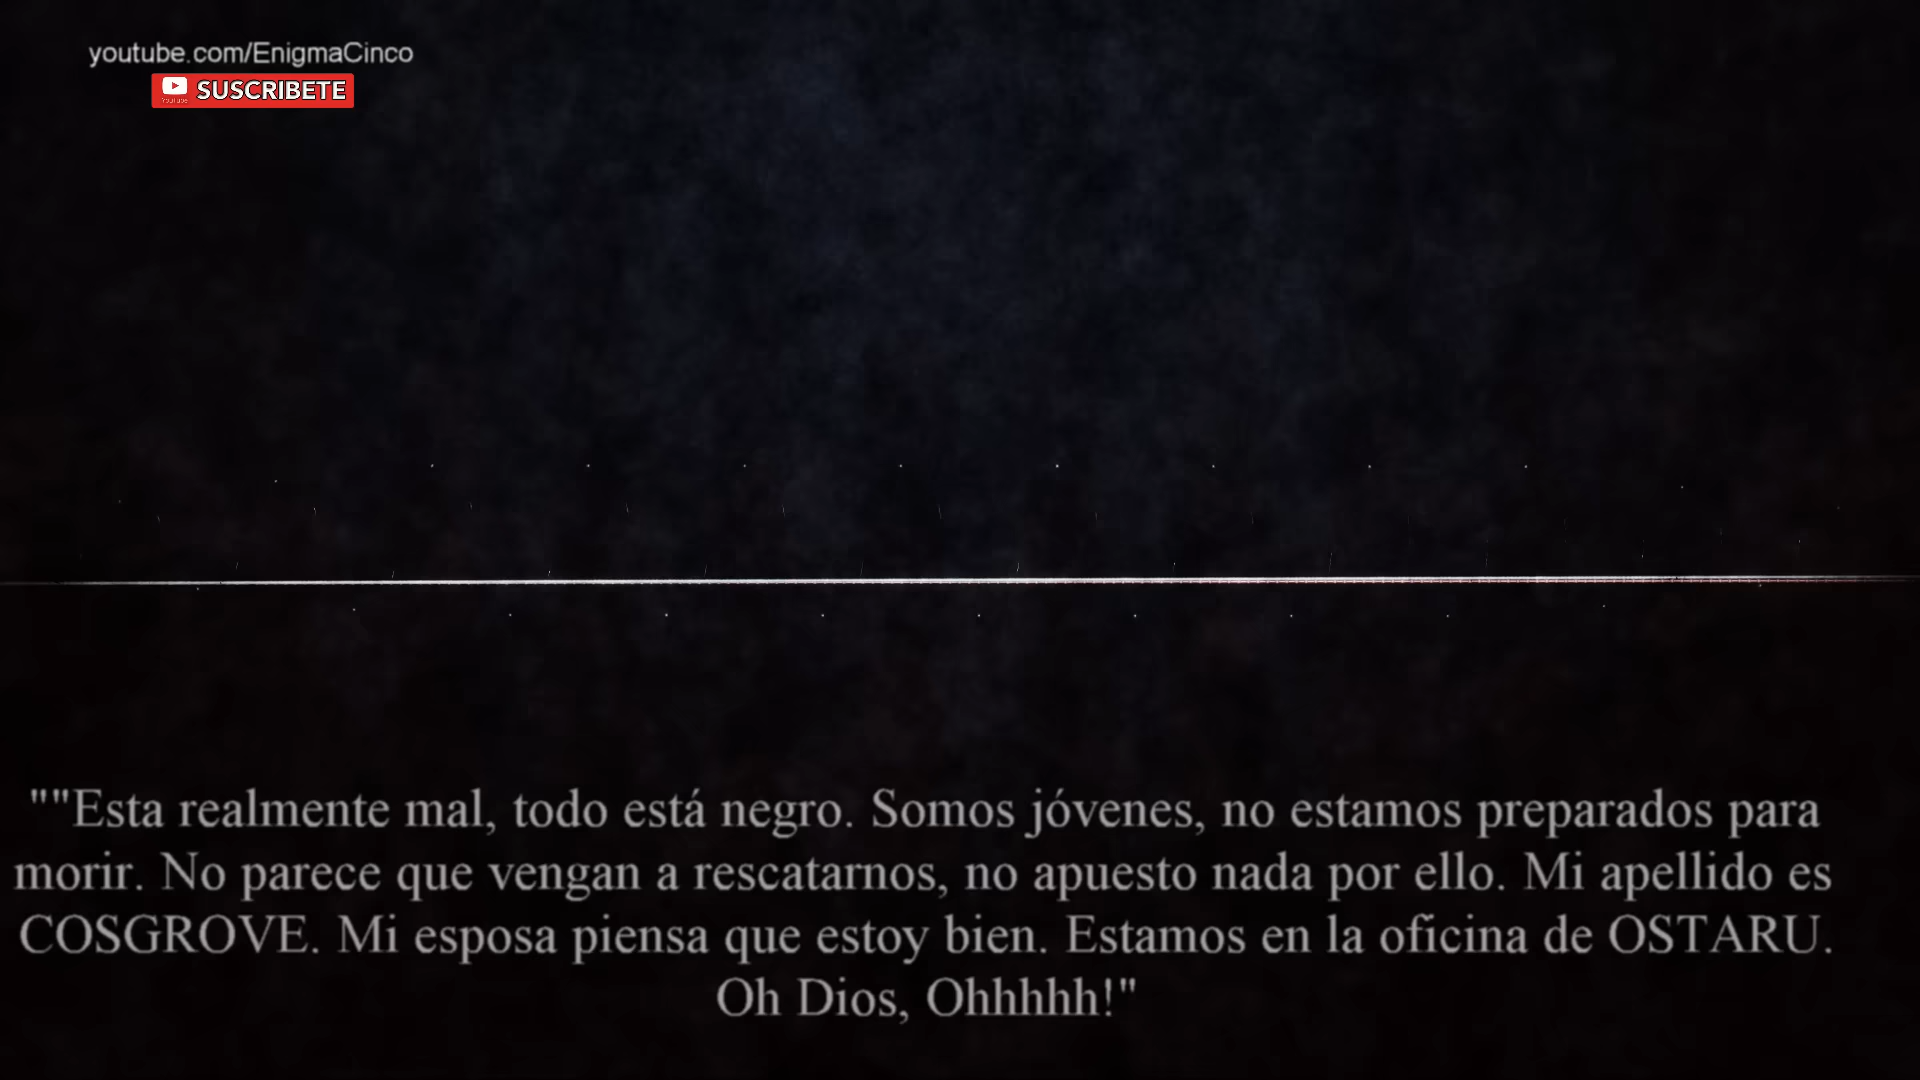 youtube.com/EnigmaCinco
SUSCRIBETE
""Esta realmente mal, todo está negro. Somos jóvenes, no estamos preparados para
morir. No parece que vengan a rescatarnos, no apuesto nada por ello. Mi apellido es
COSGROVE. Mi esposa piensa que estoy bien. Estamos en la oficina de OSTARU.
Oh Dios, Ohhhhh!"